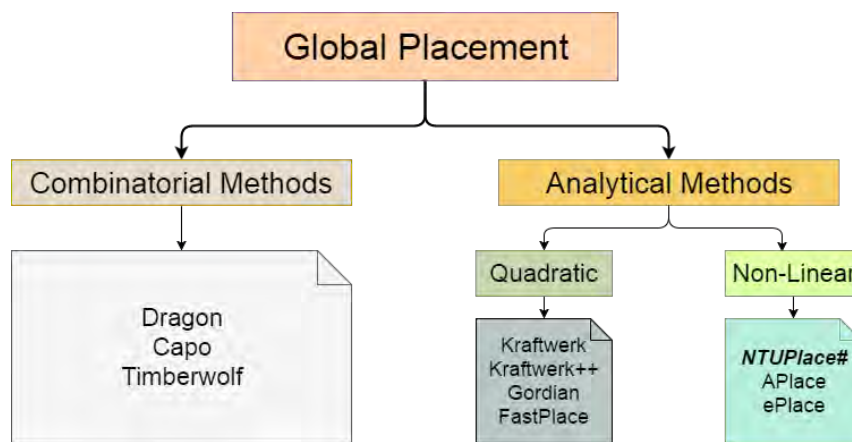 Global Placement
Combinatorial Methods
Analytical Methods
Quadratic
Non-Linear
Dragon
Capo
Timberwolf
Kraftwerk
Kraftwerk++
Gordian
FastPlace
NTUPlace#
APlace
ePlace